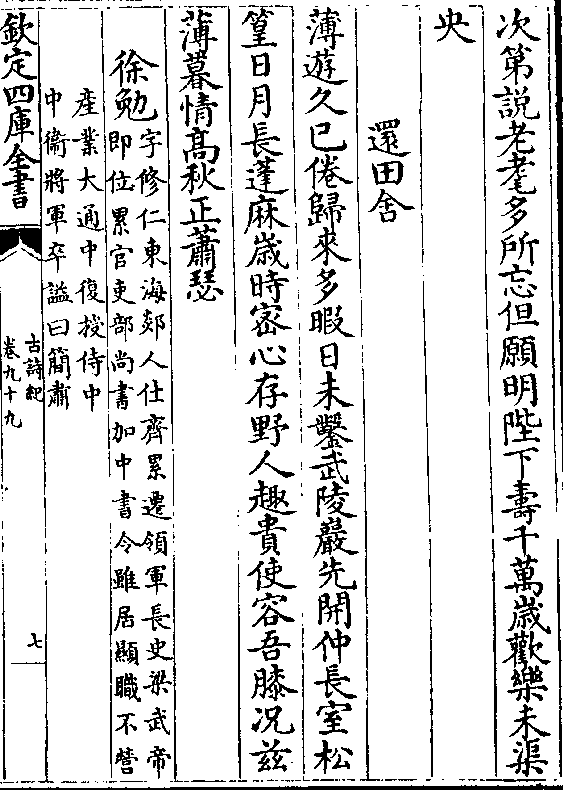 次第説老耄多所忘但願明陛下壽千萬歳歡樂未渠
央
還田舍
薄遊久已倦歸來多暇日未鑿武陵巖先開仲長室松
篁日月長蓬麻歳時密心存野人趣貴使容吾膝况兹
薄暮情高秋正蕭瑟
徐勉
字修仁東海郯人仕齊累遷領軍長史梁武帝
即位累官吏部尚書加中書令雖居顯職不營
産業大通中復授侍中
中衞將軍卒諡曰簡肅
欽定四庫全書
古詩紀
卷九十九
七